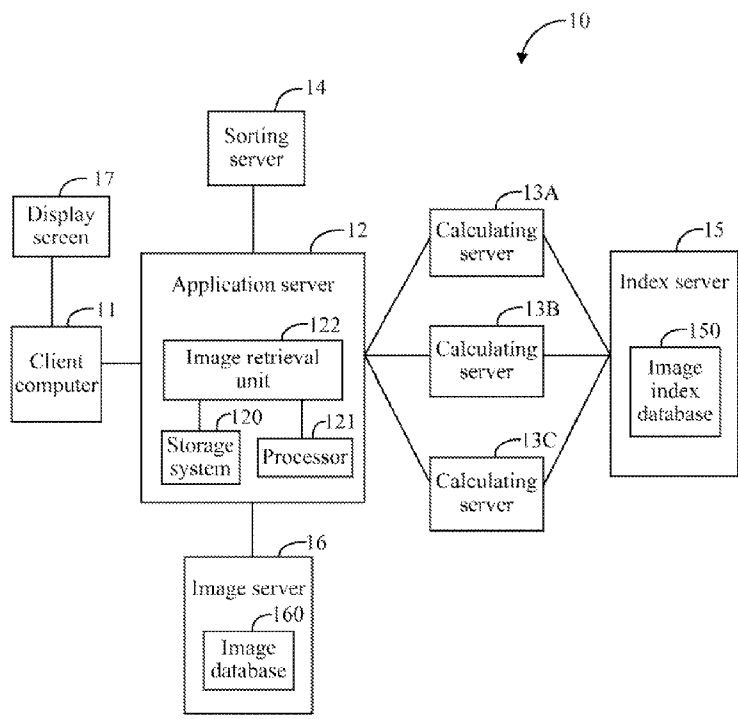 10
14
Sorting
server
17
Display
screen
12
Application server
11
Client
computer
122
Image retrieval
unit
120
Storage
system
121
Processor
13A
Calculating
server
13B
Calculating
server
13C
Calculating
server
15
Index server
150
Image
index
database
16
Image server
160
Image
database